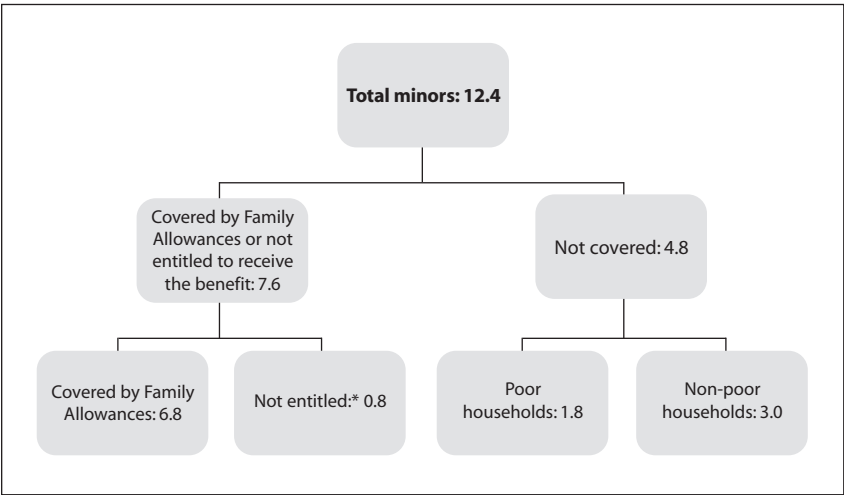 Total minors: 12.4
Covered by Family
Allowances or not
entitled to receive
the benefit: 7.6
Not covered: 4.8
Covered by Family
Allowances: 6.8
Not entitled:* 0.8
Poor
households: 1.8
Non-poor
households: 3.0